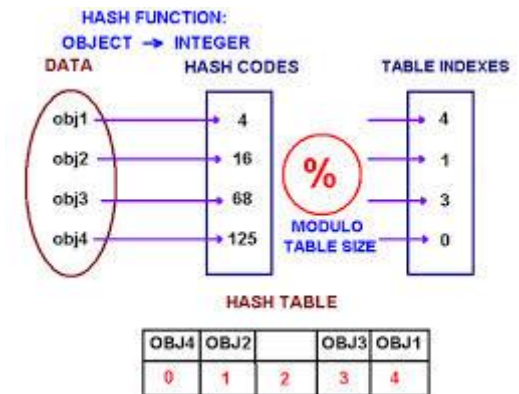 HASH FUNCTION:
OBJECT → INTEGER
DATA HASH CODES TABLE INDEXES
obj1 4 4
obj2 16 1
obj3 68 3
obj4 125 0
%
MODULO
TABLE SIZE
HASH TABLE
OBJ4 OBJ2 OBJ3 OBJ1
0 1 2 3 4